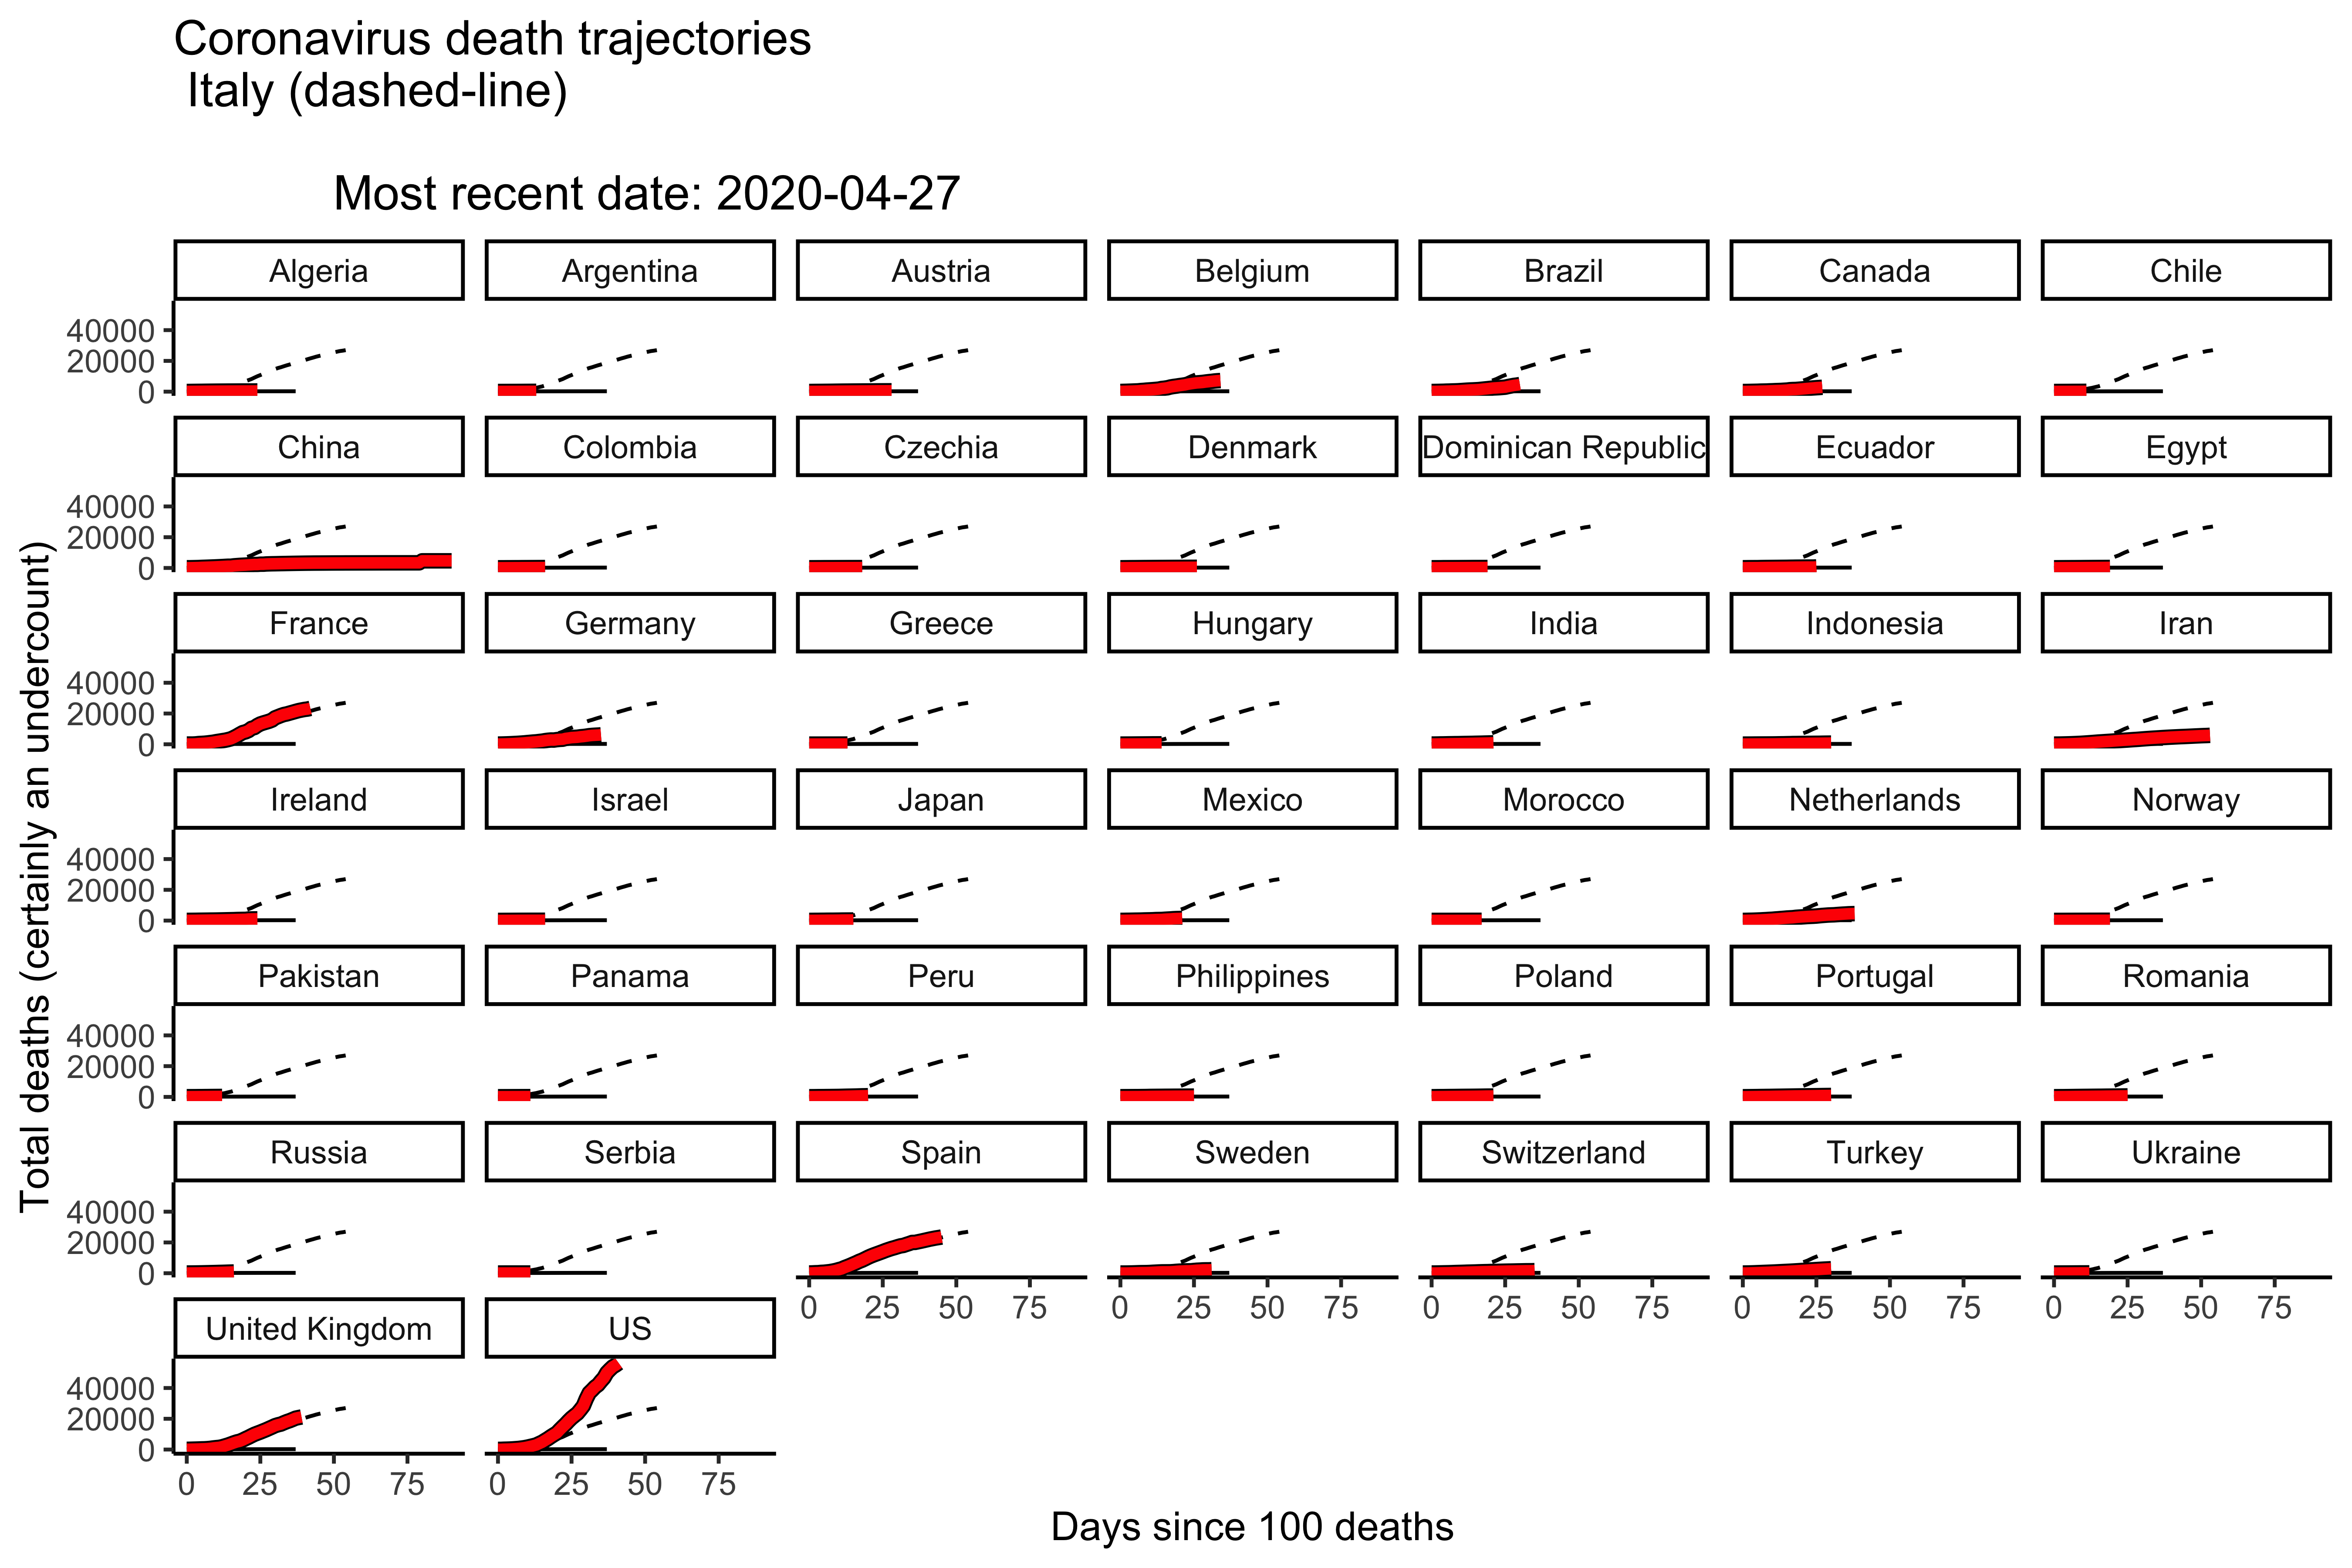 Coronavirus death trajectories
Italy (dashed-line)
Most recent date: 2020-04-27
Total deaths (certainly an undercount)
Algeria Argentina Austria Belgium Brazil Canada Chile
40000
20000
0
China Colombia Czechia Denmark Dominican Republic Ecuador Egypt
40000
20000
0
France Germany Greece Hungary India Indonesia Iran
40000
20000
0
Ireland Israel Japan Mexico Morocco Netherlands Norway
40000
20000
0
Pakistan Panama Peru Philippines Poland Portugal Romania
40000
20000
0
Russia Serbia Spain Sweden Switzerland Turkey Ukraine
40000
20000
0
0 25 50 75 0 25 50 75 0 25 50 75 0 25 50 75 0 25 50 75
United Kingdom US
40000
20000
0
0 25 50 75 0 25 50 75
Days since 100 deaths